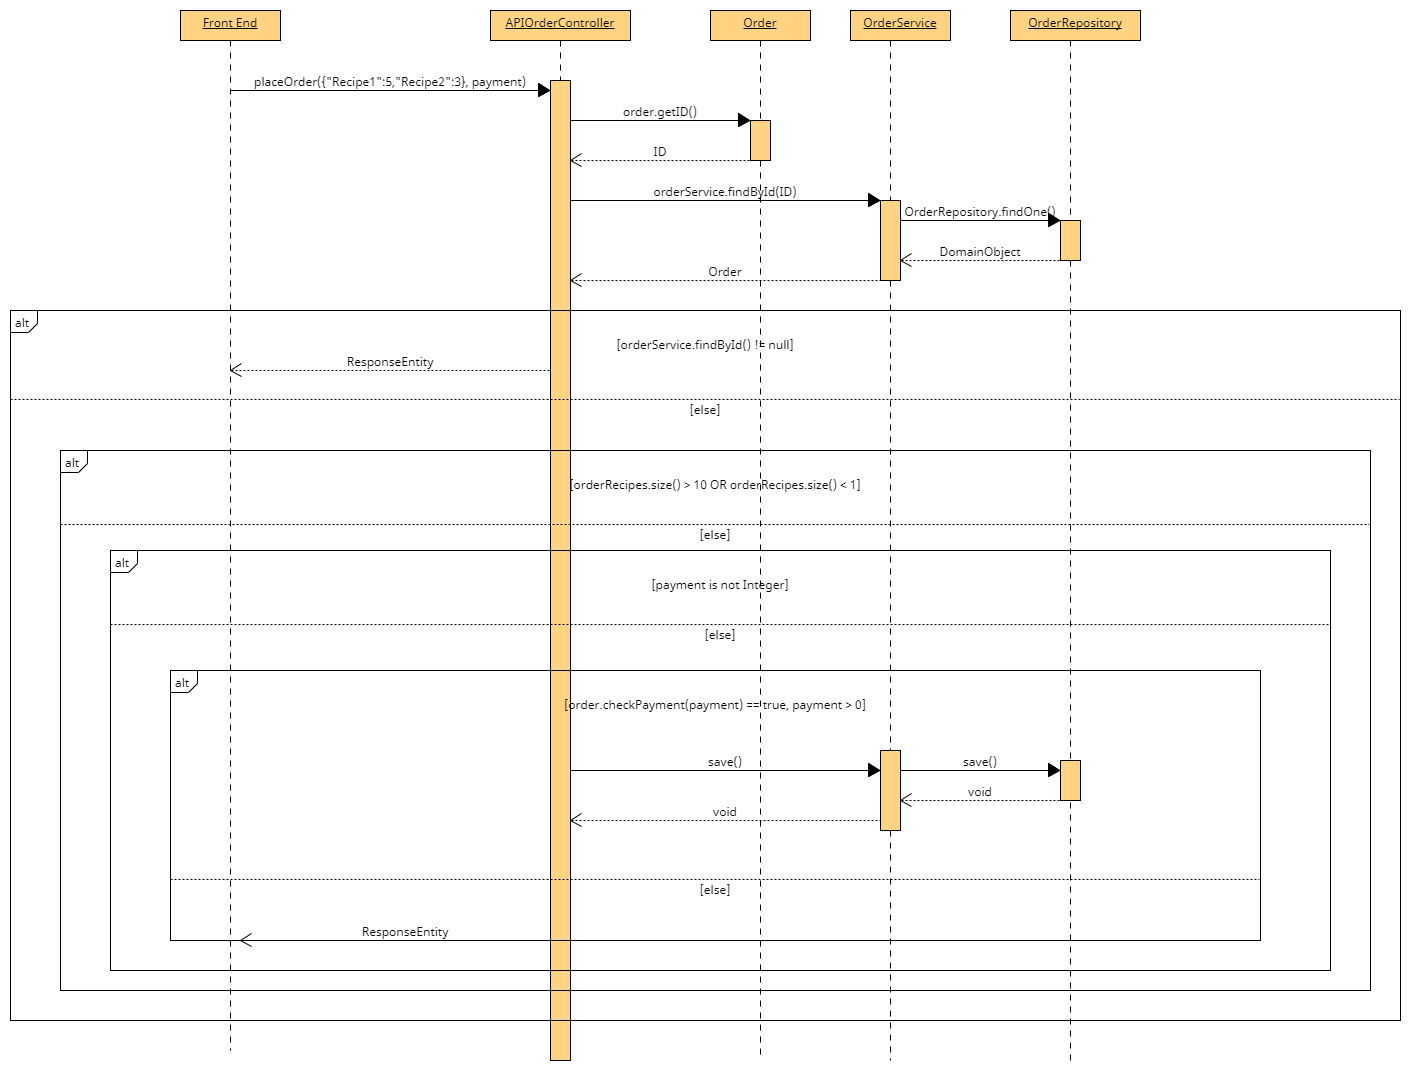 Front End
APIOrderController
Order
OrderService
OrderRepository
placeOrder({"Recipe1":5,"Recipe2":3}, payment)
order.getID()
ID
orderService.findById(ID)
OrderRepository.findOne()
DomainObject
Order
alt
[orderService.findById() != null]
ResponseEntity
[else]
alt
[orderRecipes.size() > 10 OR orderRecipes.size() < 1]
[else]
alt
[payment is not Integer]
[else]
alt
[order.checkPayment(payment) == true, payment > 0]
save()
save()
void
void
[else]
ResponseEntity